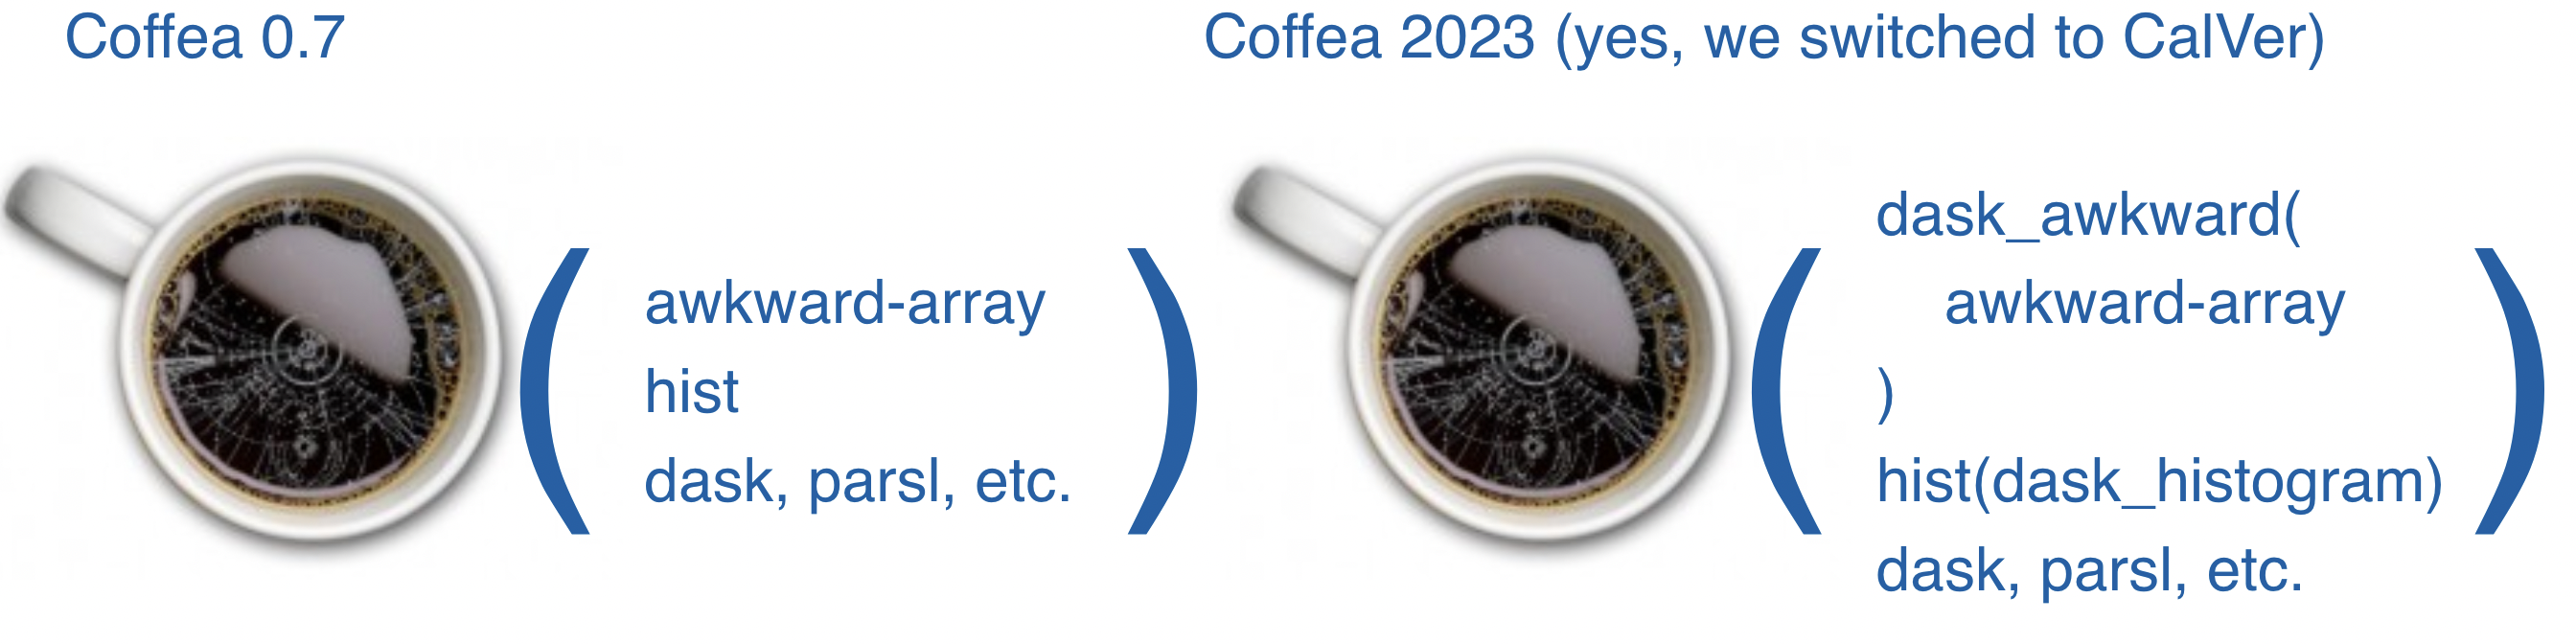 Coffea 0.7
(
awkward-array
hist
dask, parsl, etc.
)
Coffea 2023 (yes, we switched to CalVer)
(
dask_awkward(
awkward-array
)
hist(dask_histogram)
dask, parsl, etc.
)